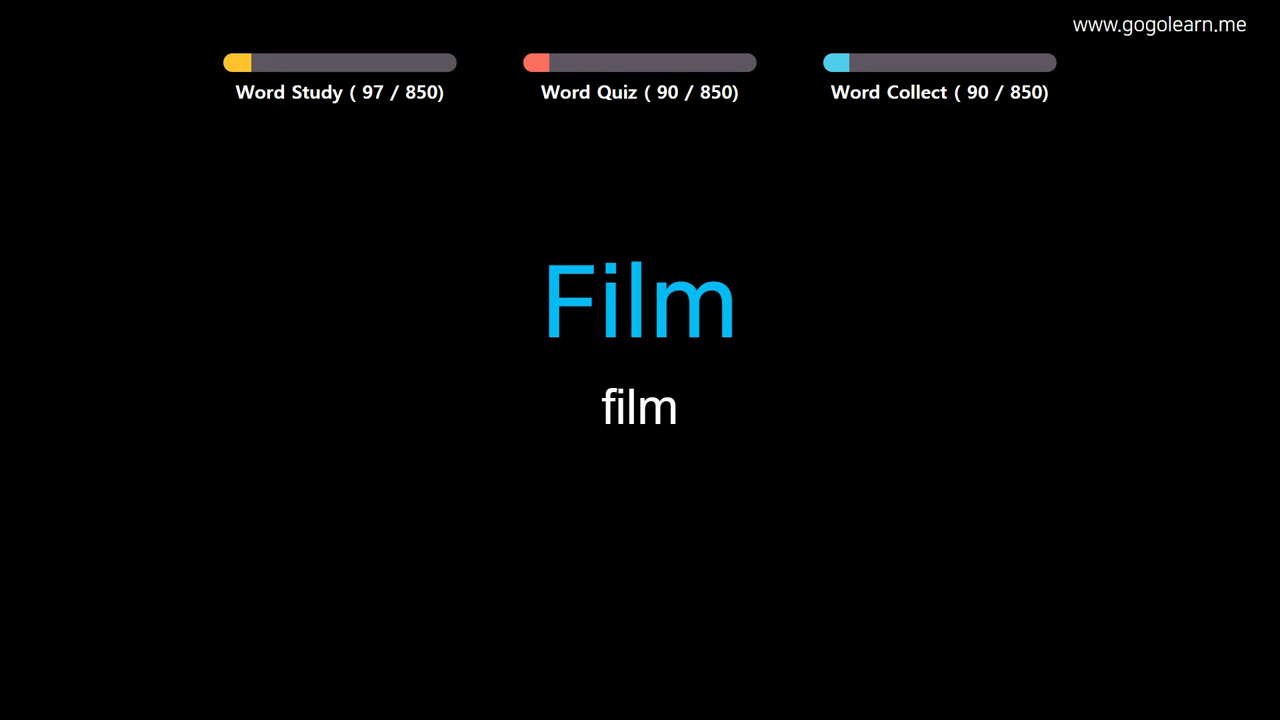 www.gogolearn.me
Word Study ( 97 / 850)
Word Quiz ( 90 / 850)
Word Collect ( 90 / 850)
Film
film